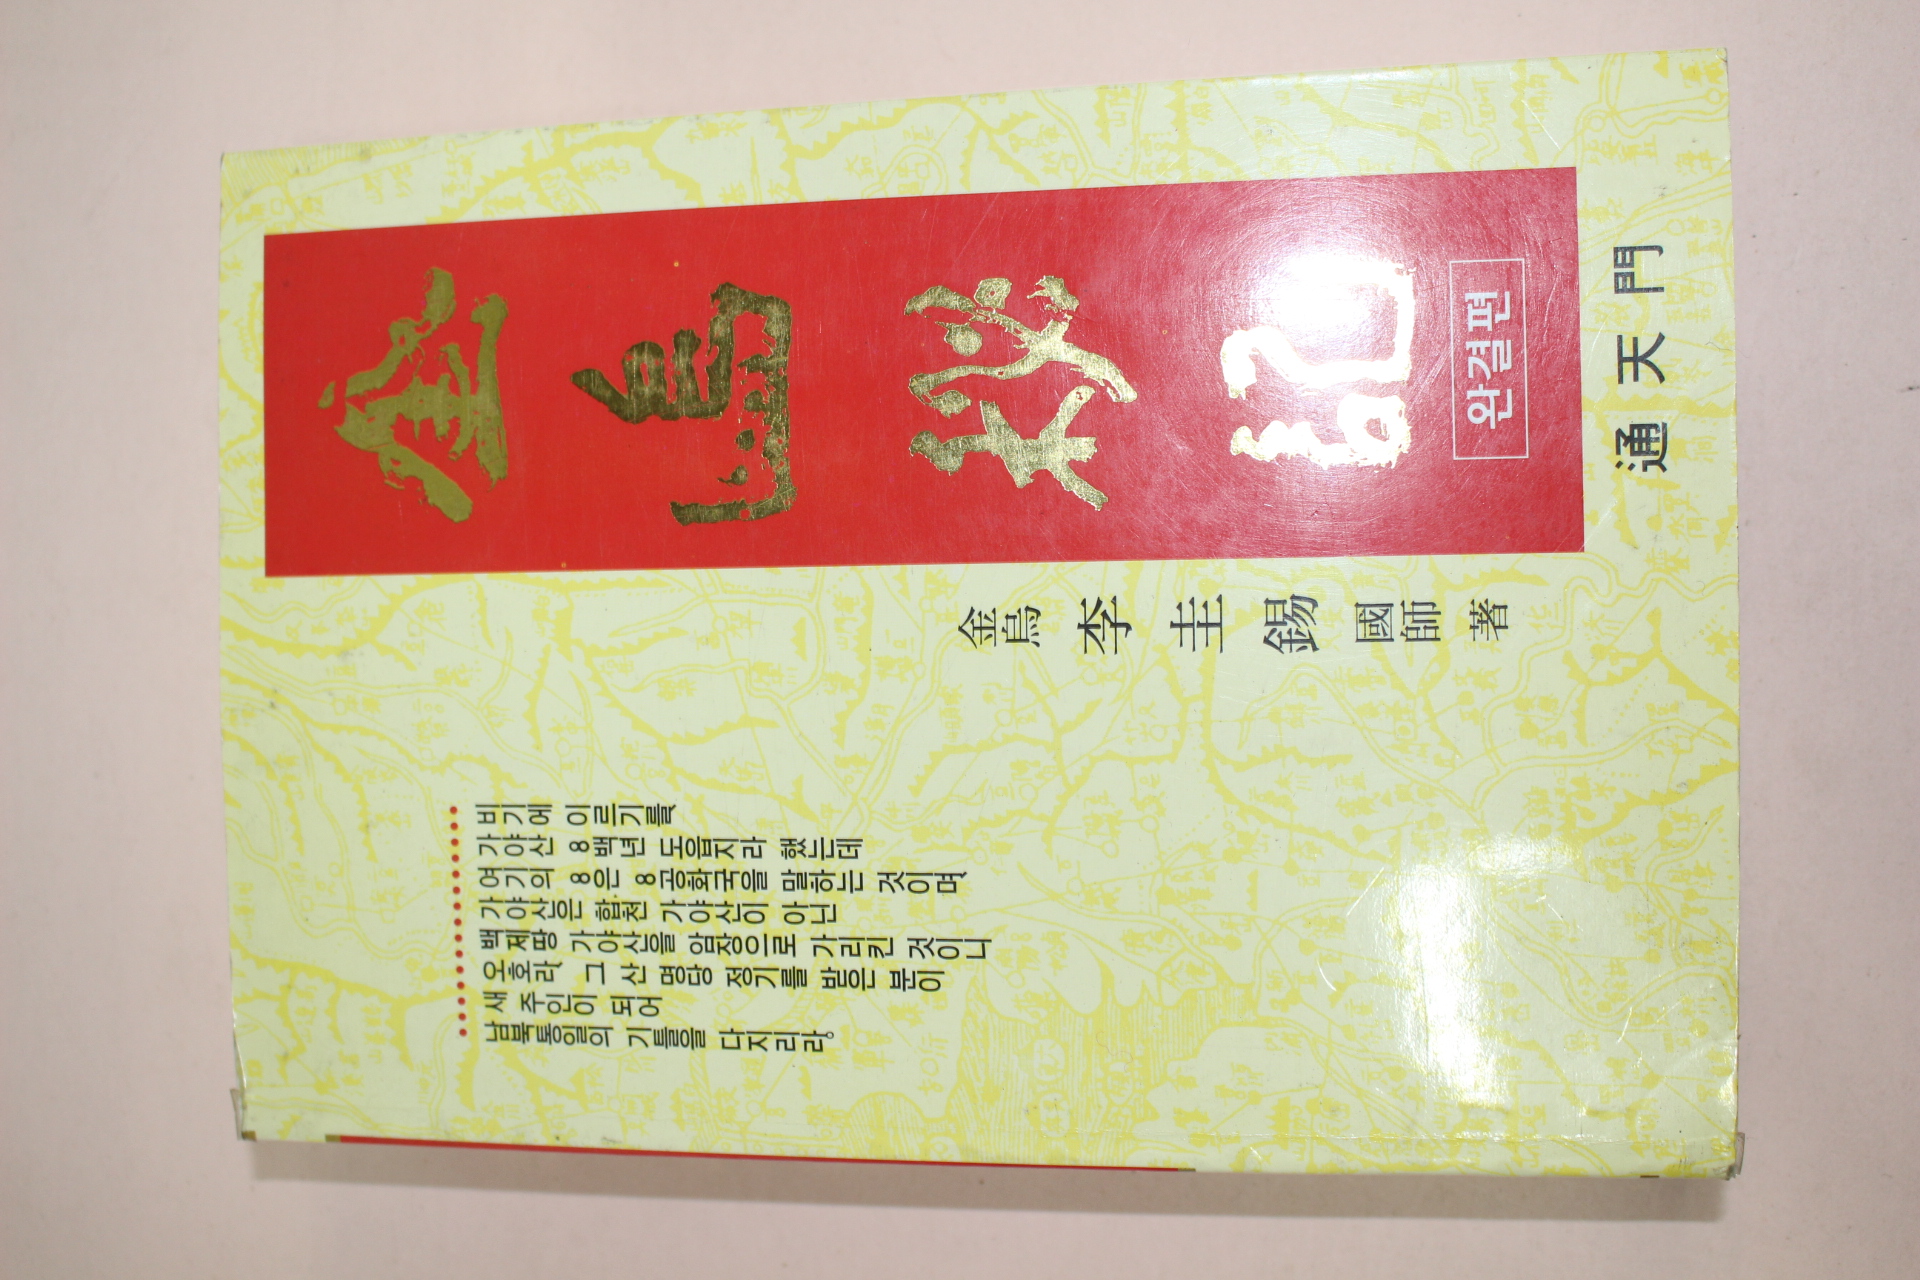 金烏秘記
완결편
通天門
金烏 李圭錫 國師 著
비기에 이르기를,
가야산 8백년 도읍지라 했는데
여기의 8은 8공화국을 말하는 것이며,
가야산은 합천 가야산이 아닌
백제땅 가야산을 암장으로 가리킨 것이니
오호라, 그 산 명당 정기를 받은 분이
새 주인이 되어
남북통일의 기틀을 다지리라.